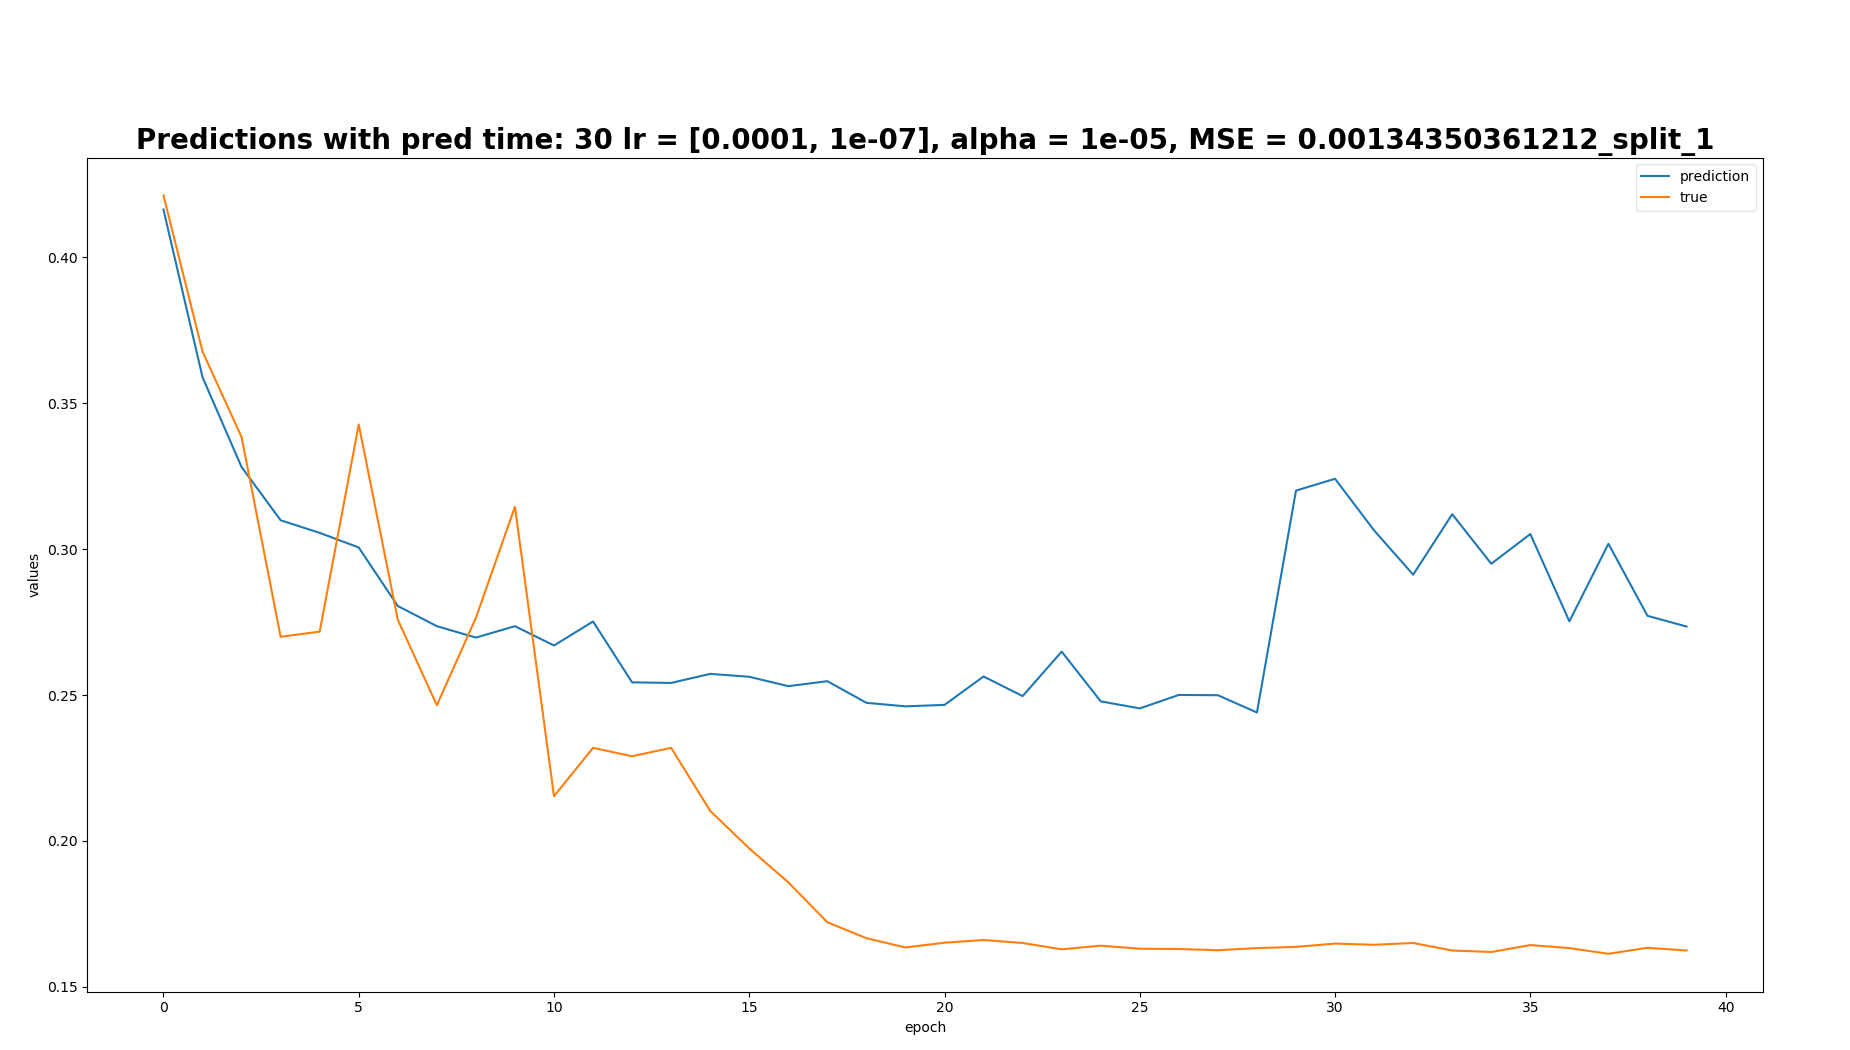 Predictions with pred time: 30 lr = [0.0001, 1e-07], alpha = 1e-05, MSE = 0.00134350361212_split_1
prediction
true
0.40
0.35
0.30
0.25
0.20
0.15
values
0 5 10 15 20 25 30 35 40
epoch